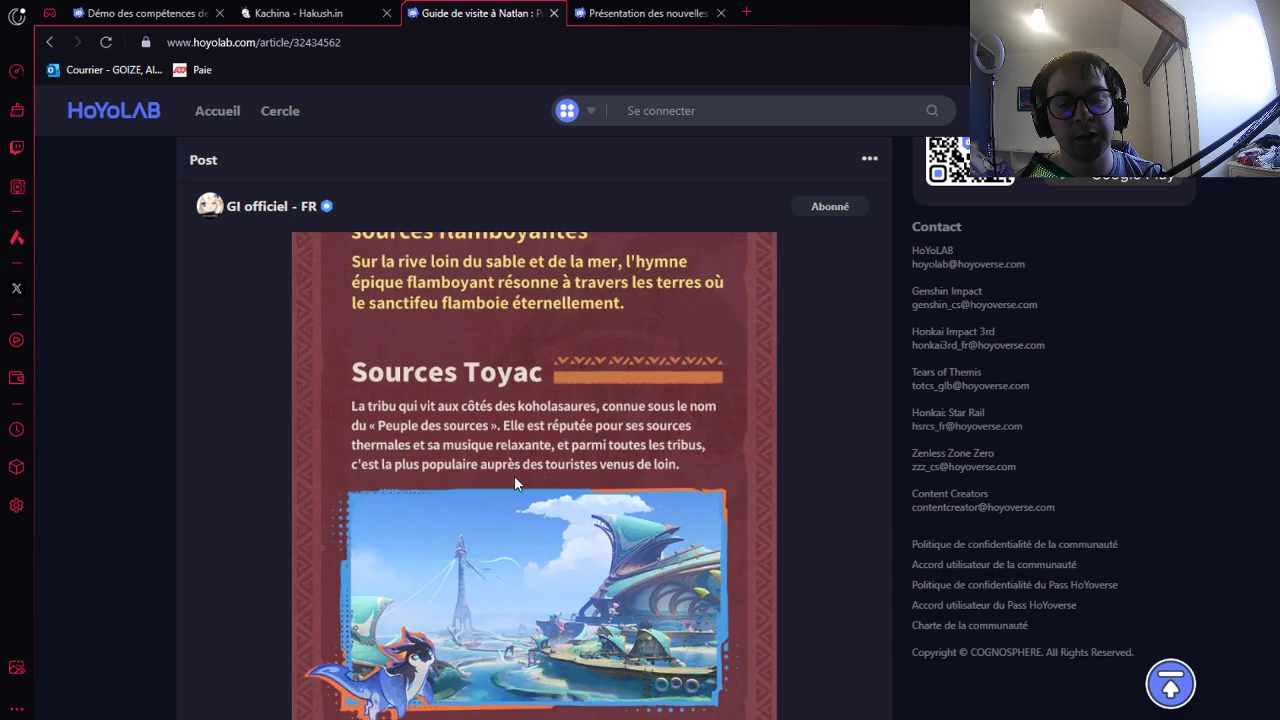 Démo des compétences de
Kachina - Hakush.in
Guide de visite à Natlan : P
Présentation des nouvelles
www.hoyolab.com/article/32434562
Courrier - GOIZE, Al...
Paie
HoYoLAB
Accueil
Cercle
Se connecter
Post
GI officiel - FR
Abonné
sources flamboyantes
Sur la rive loin du sable et de la mer, l'hymne
épique flamboyant résonne à travers les terres où
le sanctifeu flamboie éternellement.
Sources Toyac
La tribu qui vit aux côtés des koholasaures, connue sous le nom
du « Peuple des sources ». Elle est réputée pour ses sources
thermales et sa musique relaxante, et parmi toutes les tribus,
c'est la plus populaire auprès des touristes venus de loin.
Google Play
Contact
HoYoLAB
hoyolab@hoyoverse.com
Genshin Impact
genshin_cs@hoyoverse.com
Honkai Impact 3rd
honkai3rd_fr@hoyoverse.com
Tears of Themis
totcs_glb@hoyoverse.com
Honkai: Star Rail
hsrcs_fr@hoyoverse.com
Zenless Zone Zero
zzz_cs@hoyoverse.com
Content Creators
contentcreator@hoyoverse.com
Politique de confidentialité de la communauté
Accord utilisateur de la communauté
Politique de confidentialité du Pass HoYoverse
Accord utilisateur du Pass HoYoverse
Charte de la communauté
Copyright © COGNOSPHERE. All Rights Reserved.